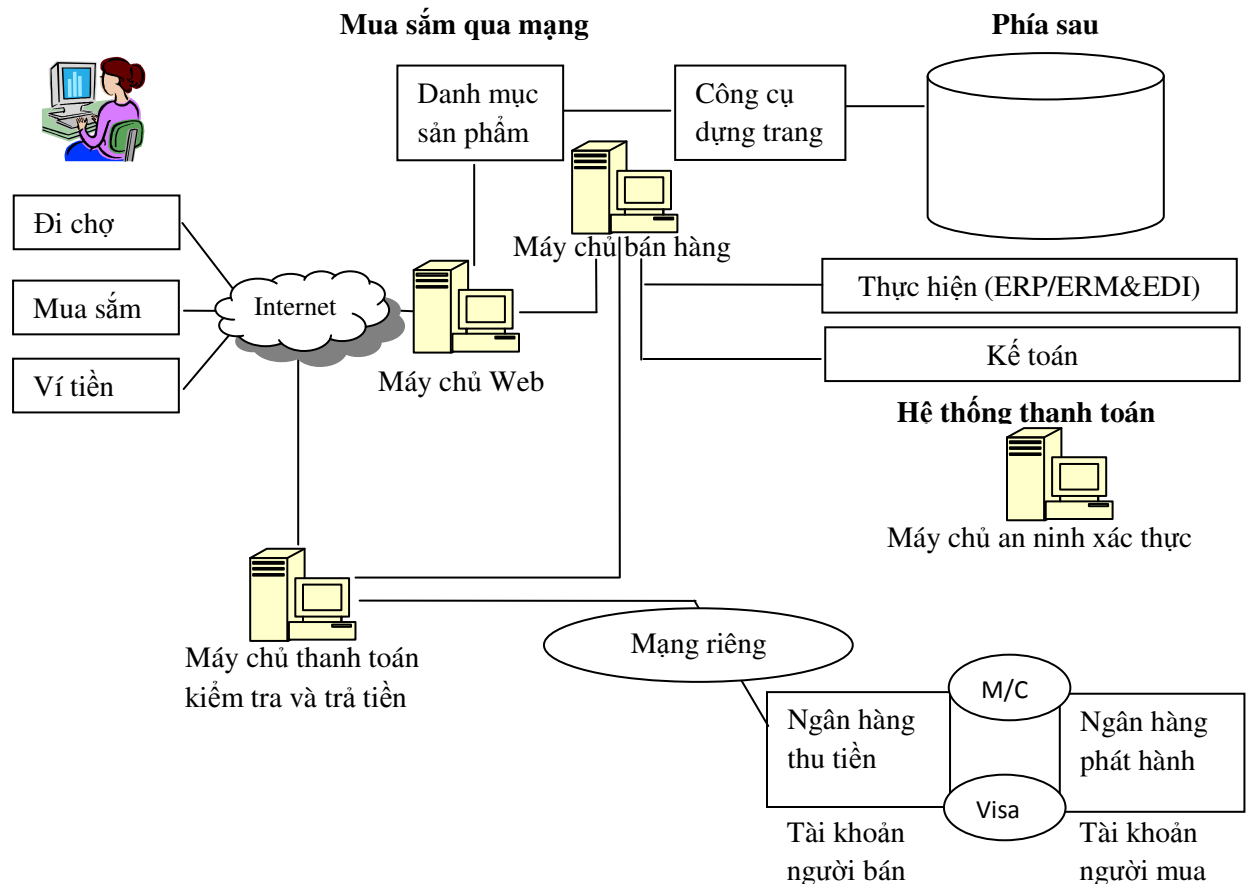 Mua sắm qua mạng
Phía sau
Danh mục
sản phẩm
Công cụ
dựng trang
Đi chợ
Mua sắm
Ví tiền
Internet
Máy chủ bán hàng
Máy chủ Web
Thực hiện (ERP/ERM&EDI)
Kế toán
Hệ thống thanh toán
Máy chủ an ninh xác thực
Máy chủ thanh toán
kiểm tra và trả tiền
Mạng riêng
Ngân hàng
thu tiền
M/C
Visa
Ngân hàng
phát hành
Tài khoản
người bán
Tài khoản
người mua